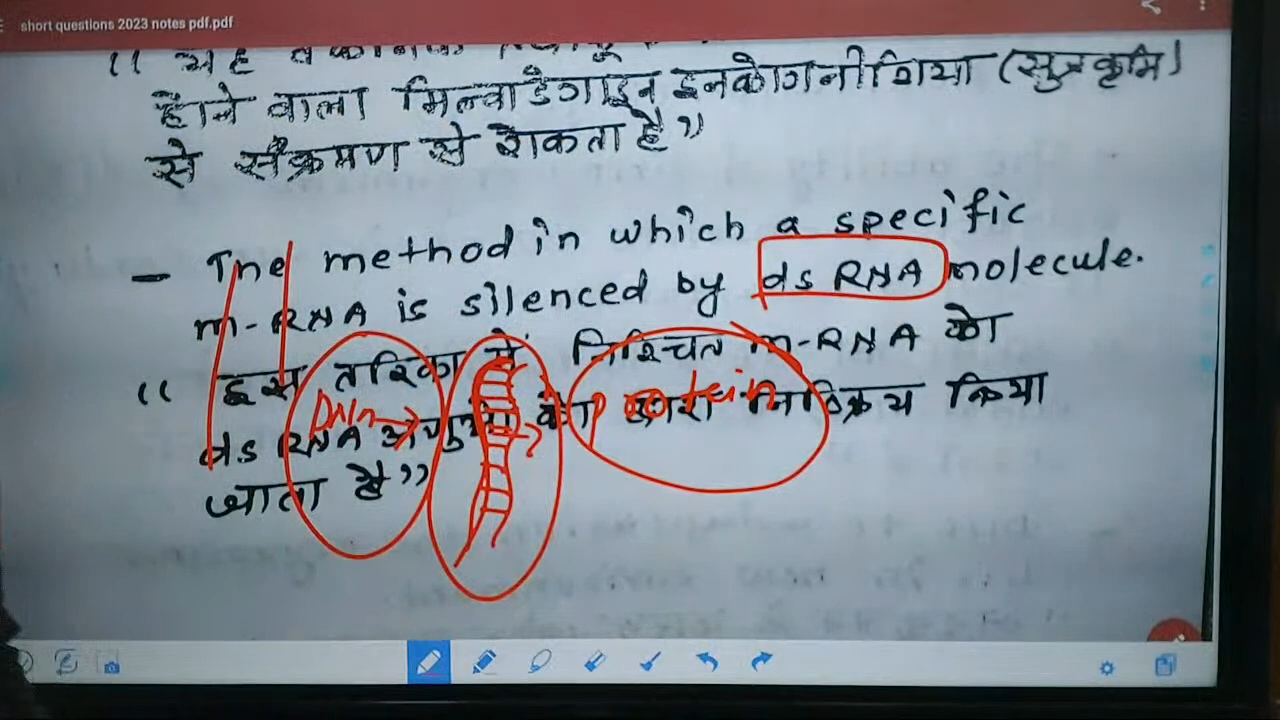 short questions 2023 notes pdf.pdf
" यह
होने वाला मिल्वाडेगाइन इनकोगनीशिया (सुत्रकृमि)
से संक्रमण से रोकता है"
- The method in which a specific
m-RNA is silenced by ds RNA molecule.
" इस तरिका में निश्चित m-RNA को
ds RNA अणुओ के द्वारा निष्क्रिय किया
जाता है"
DNA → protein